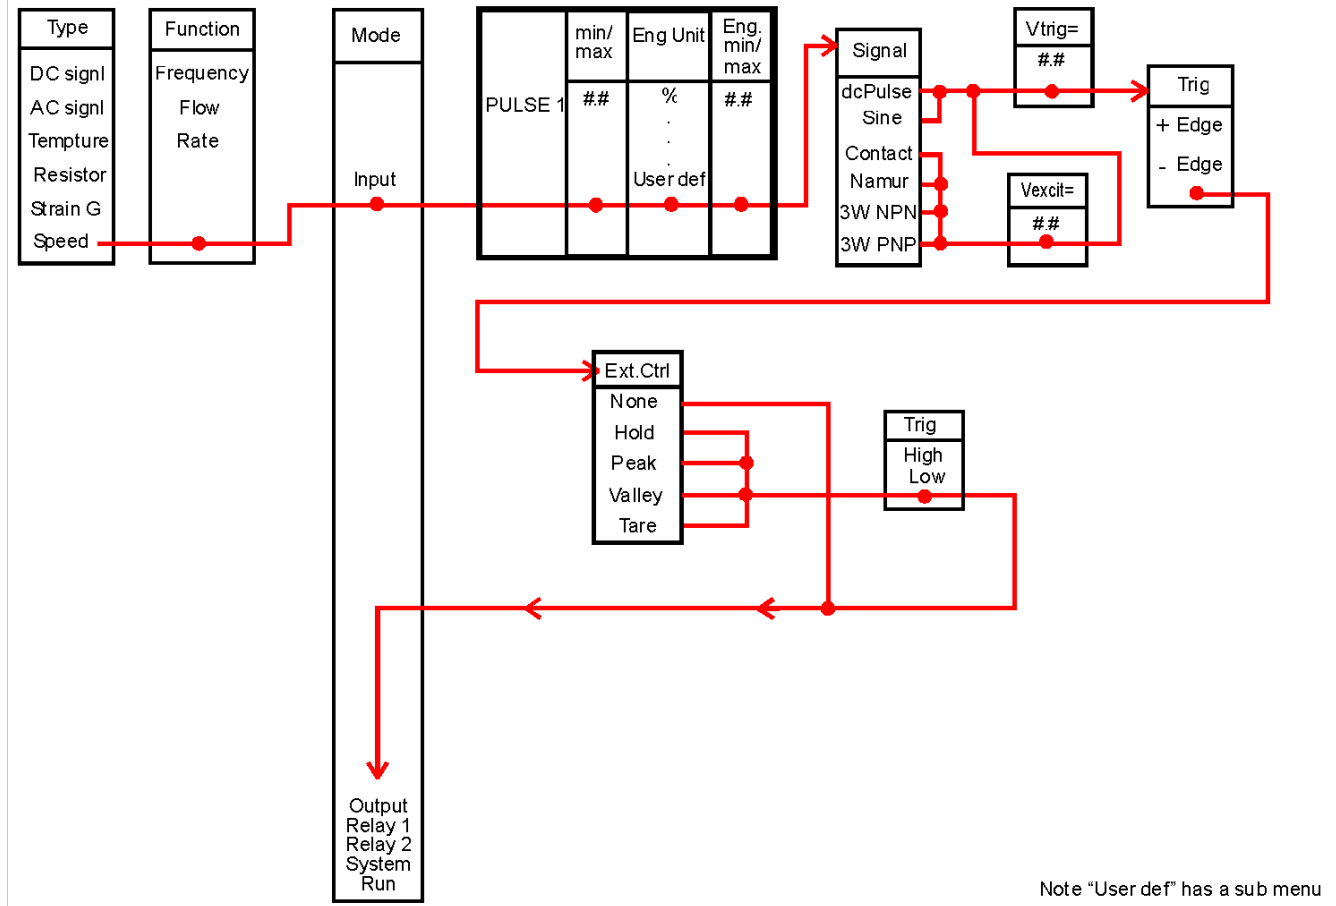 Type
DC signl
AC signl
Tempture
Resistor
Strain G
Speed
Function
Frequency
Flow
Rate
Mode
Input
PULSE 1
min/
max
#.#
Eng Unit
%
.
.
.
.
User def
Eng.
min/
max
#.#
Signal
dcPulse
Sine
Contact
Namur
3W NPN
3W PNP
Vtrig=
#.#
Vexcit=
#.#
Trig
+ Edge
- Edge
Ext.Ctrl
None
Hold
Peak
Valley
Tare
Trig
High
Low
Output
Relay 1
Relay 2
System
Run
Note "User def" has a sub menu